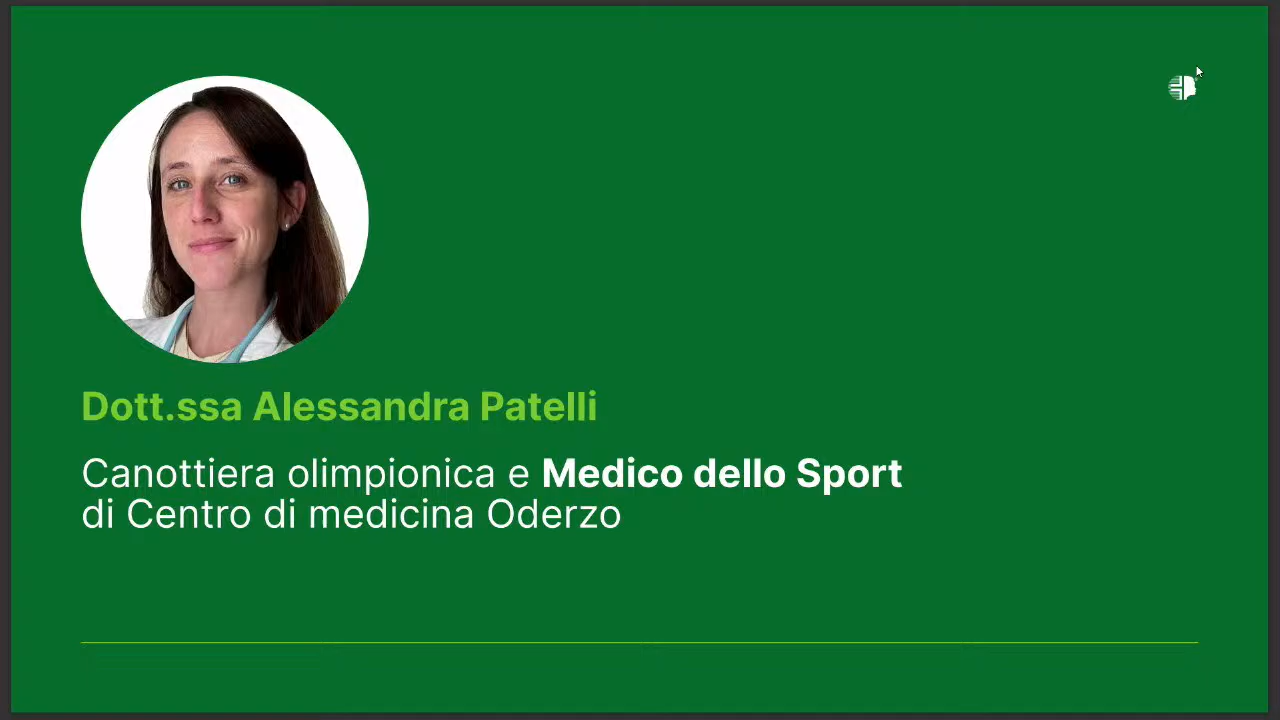 Dott.ssa Alessandra Patelli
Canottiera olimpionica e Medico dello Sport
di Centro di medicina Oderzo